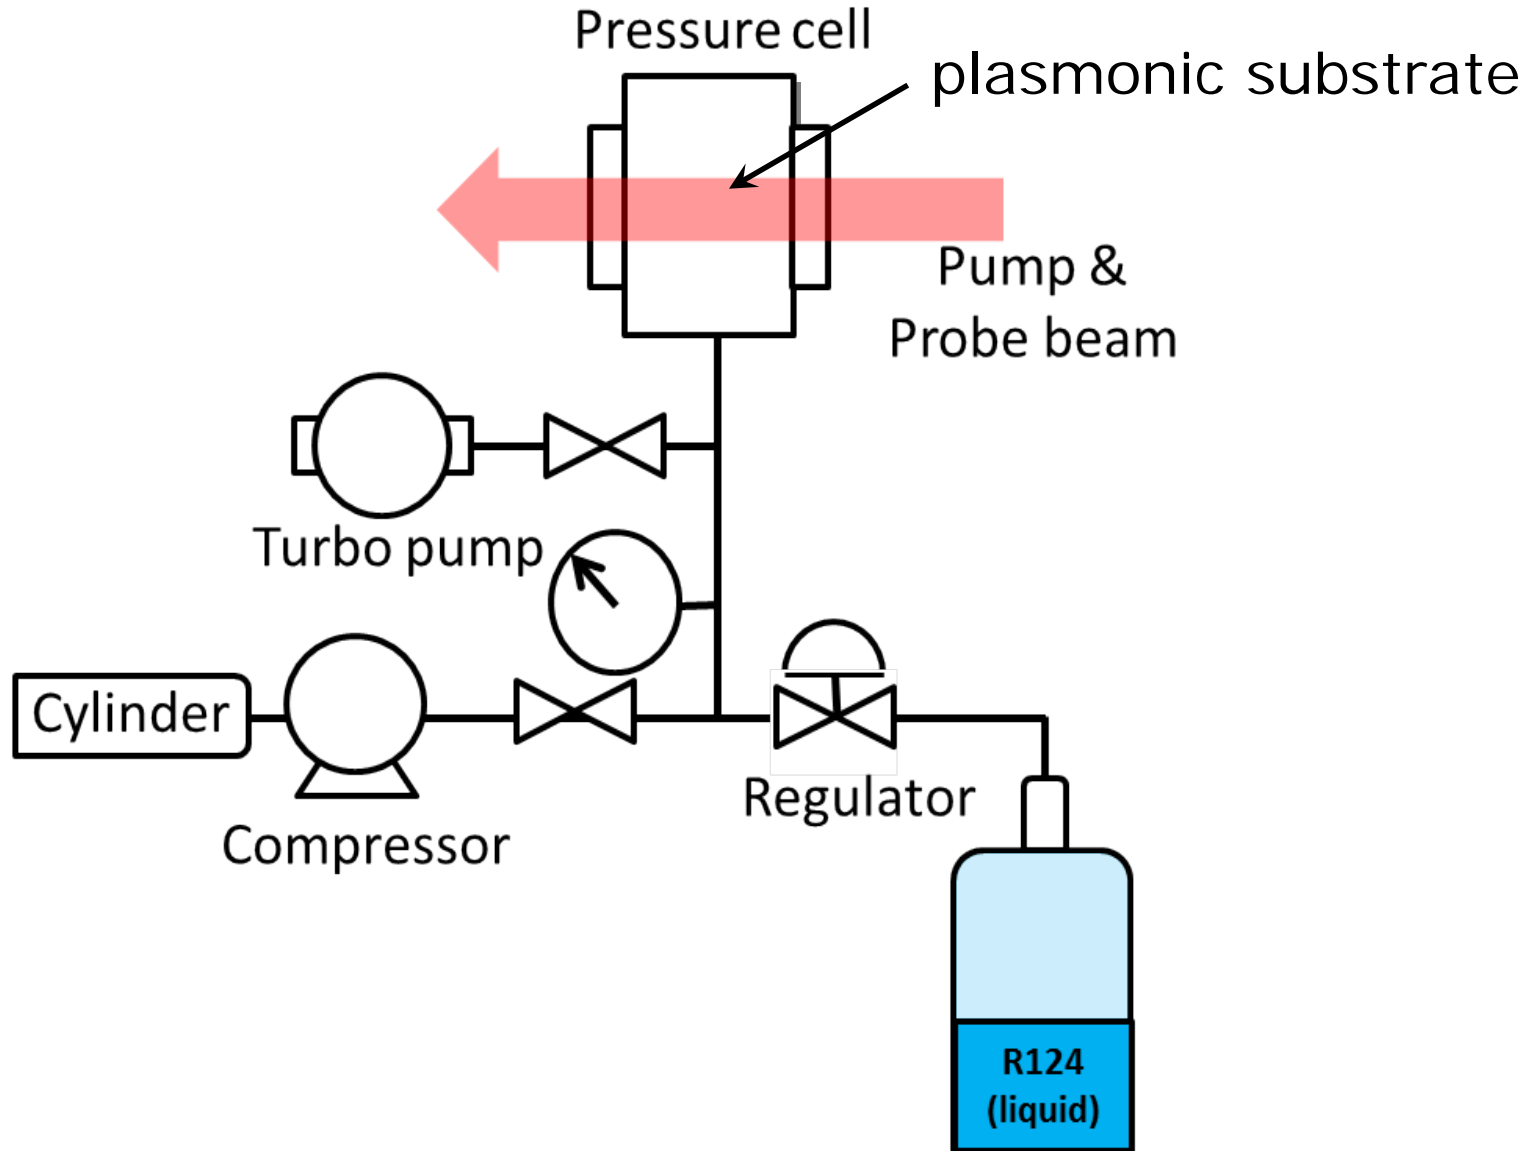 Pressure cell
plasmonic substrate
Pump &
Probe beam
Turbo pump
Cylinder
Regulator
Compressor
R124
(liquid)